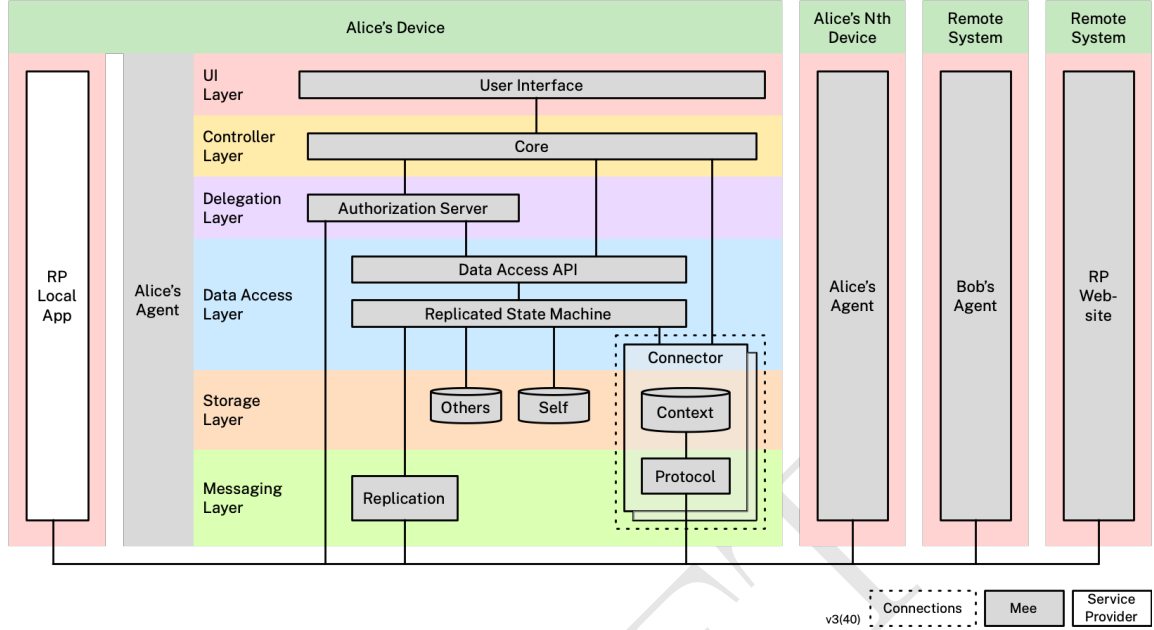 Alice's Device
Alice's Nth
Device
Remote
System
Remote
System
RP
Local
App
Alice's
Agent
UI
Layer
User Interface
Controller
Layer
Core
Delegation
Layer
Authorization Server
Data Access
Layer
Data Access API
Replicated State Machine
Connector
Storage
Layer
Others
Self
Context
Messaging
Layer
Replication
Protocol
Alice's
Agent
Bob's
Agent
RP
Web-
site
v3(40)
Connections
Mee
Service
Provider